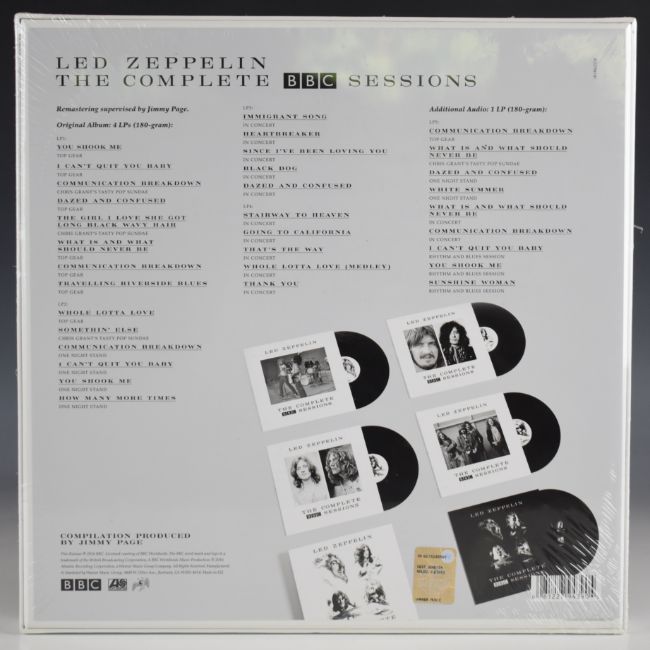 LED ZEPPELIN
THE COMPLETE BBC SESSIONS
Remastering supervised by Jimmy Page.
Original Album: 4 LPs (180-gram):
LP1:
YOU SHOOK ME
TOP GEAR
I CAN'T QUIT YOU BABY
CHRIS GRANT'S TASTY POP SUNDAE
COMMUNICATION BREAKDOWN
CHRIS GRANT'S TASTY POP SUNDAE
DAZED AND CONFUSED
TOP GEAR
THE GIRL I LOVE SHE GOT
LONG BLACK WAVY HAIR
CHRIS GRANT'S TASTY POP SUNDAE
WHAT IS AND WHAT
SHOULD NEVER BE
TOP GEAR
COMMUNICATION BREAKDOWN
TOP GEAR
TRAVELLING RIVERSIDE BLUES
TOP GEAR
LP2:
WHOLE LOTTA LOVE
TOP GEAR
SOMETHIN' ELSE
CHRIS GRANT'S TASTY POP SUNDAE
COMMUNICATION BREAKDOWN
ONE NIGHT STAND
I CAN'T QUIT YOU BABY
ONE NIGHT STAND
YOU SHOOK ME
ONE NIGHT STAND
HOW MANY MORE TIMES
ONE NIGHT STAND
LP3:
IMMIGRANT SONG
IN CONCERT
HEARTBREAKER
IN CONCERT
SINCE I'VE BEEN LOVING YOU
IN CONCERT
BLACK DOG
IN CONCERT
DAZED AND CONFUSED
IN CONCERT
LP4:
STAIRWAY TO HEAVEN
IN CONCERT
GOING TO CALIFORNIA
IN CONCERT
THAT'S THE WAY
IN CONCERT
WHOLE LOTTA LOVE (MEDLEY)
IN CONCERT
THANK YOU
IN CONCERT
Additional Audio: 1 LP (180-gram):
LP5:
COMMUNICATION BREAKDOWN
TOP GEAR
WHAT IS AND WHAT SHOULD
NEVER BE
CHRIS GRANT'S TASTY POP SUNDAE
DAZED AND CONFUSED
ONE NIGHT STAND
WHITE SUMMER
ONE NIGHT STAND
WHAT IS AND WHAT SHOULD
NEVER BE
IN CONCERT
COMMUNICATION BREAKDOWN
IN CONCERT
I CAN'T QUIT YOU BABY
RHYTHM AND BLUES SESSION
YOU SHOOK ME
RHYTHM AND BLUES SESSION
SUNSHINE WOMAN
RHYTHM AND BLUES SESSION
LED ZEPPELIN
THE COMPLETE
BBC SESSIONS
LED ZEPPELIN
THE COMPLETE
BBC SESSIONS
LED ZEPPELIN
THE COMPLETE
BBC SESSIONS
LED ZEPPELIN
THE COMPLETE
BBC SESSIONS
LED ZEPPELIN
THE COMPLETE
BBC SESSIONS
COMPILATION PRODUCED
BY JIMMY PAGE
BBC